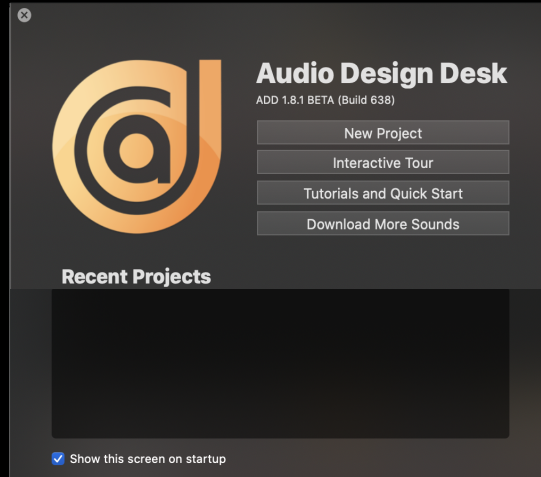 Audio Design Desk
ADD 1.8.1 BETA (Build 638)
New Project
Interactive Tour
Tutorials and Quick Start
Download More Sounds
Recent Projects
Show this screen on startup